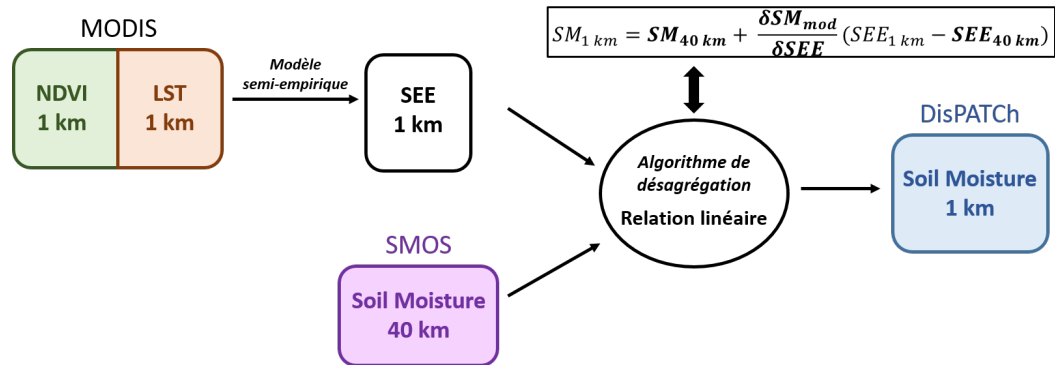 MODIS
NDVI
1 km
LST
1 km
Modèle
semi-empirique
SEE
1 km
SMOS
Soil Moisture
40 km
SM₁ km = SM₄₀ km + δSMmod/δSEE (SEE₁ km − SEE₄₀ km)
Algorithme de
désagrégation
Relation linéaire
DisPATCh
Soil Moisture
1 km